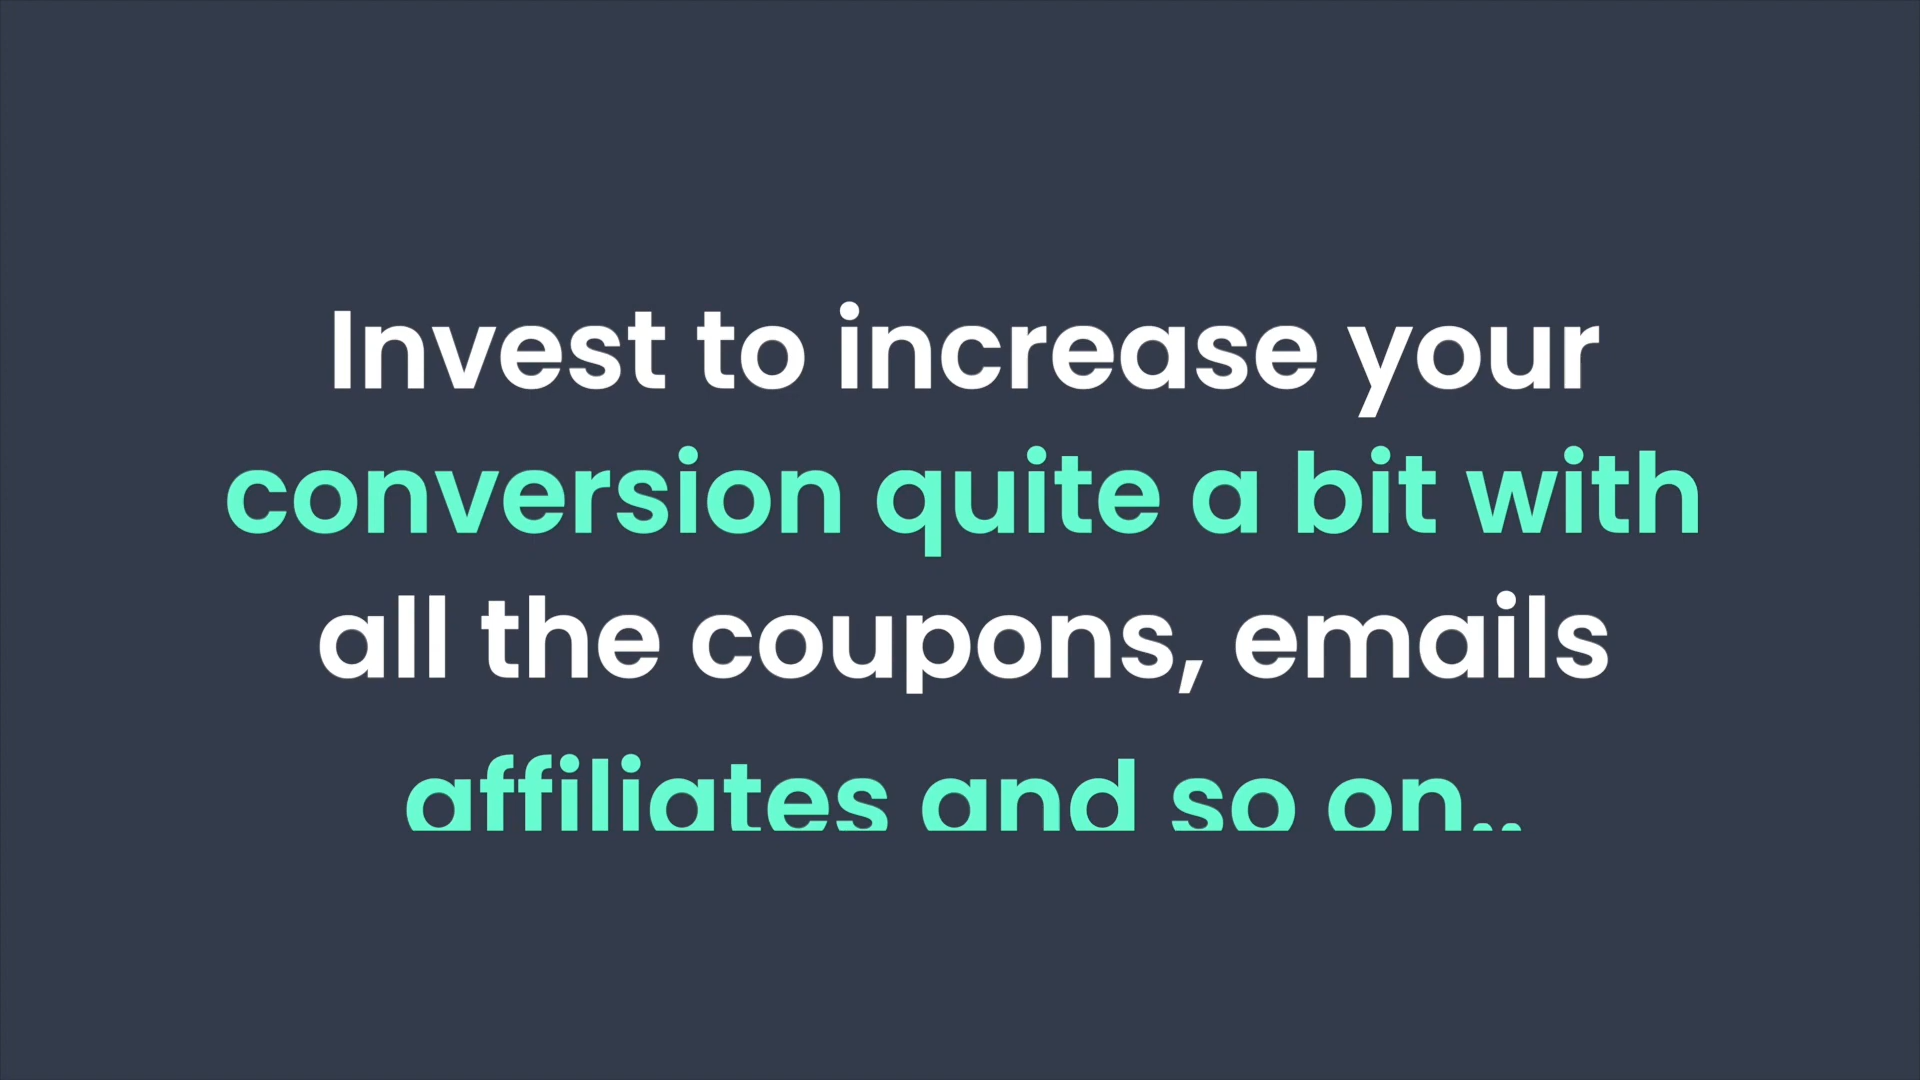 Invest to increase your
conversion quite a bit with
all the coupons, emails
affiliates and so on..